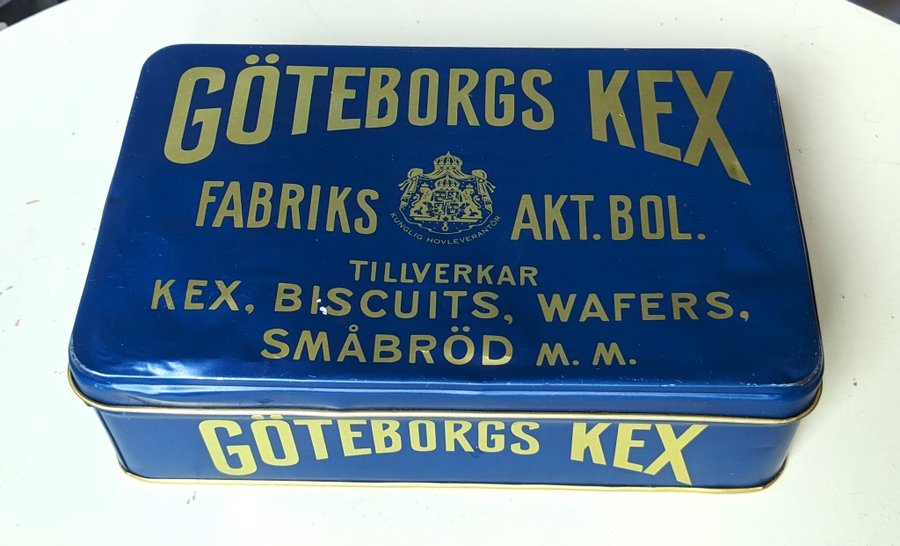 GÖTEBORGS KEX
FABRIKS AKT. BOL.
KUNGLIG HOVLEVERANTÖR
TILLVERKAR
KEX, BISCUITS, WAFERS,
SMÅBRÖD M. M.
GÖTEBORGS KEX